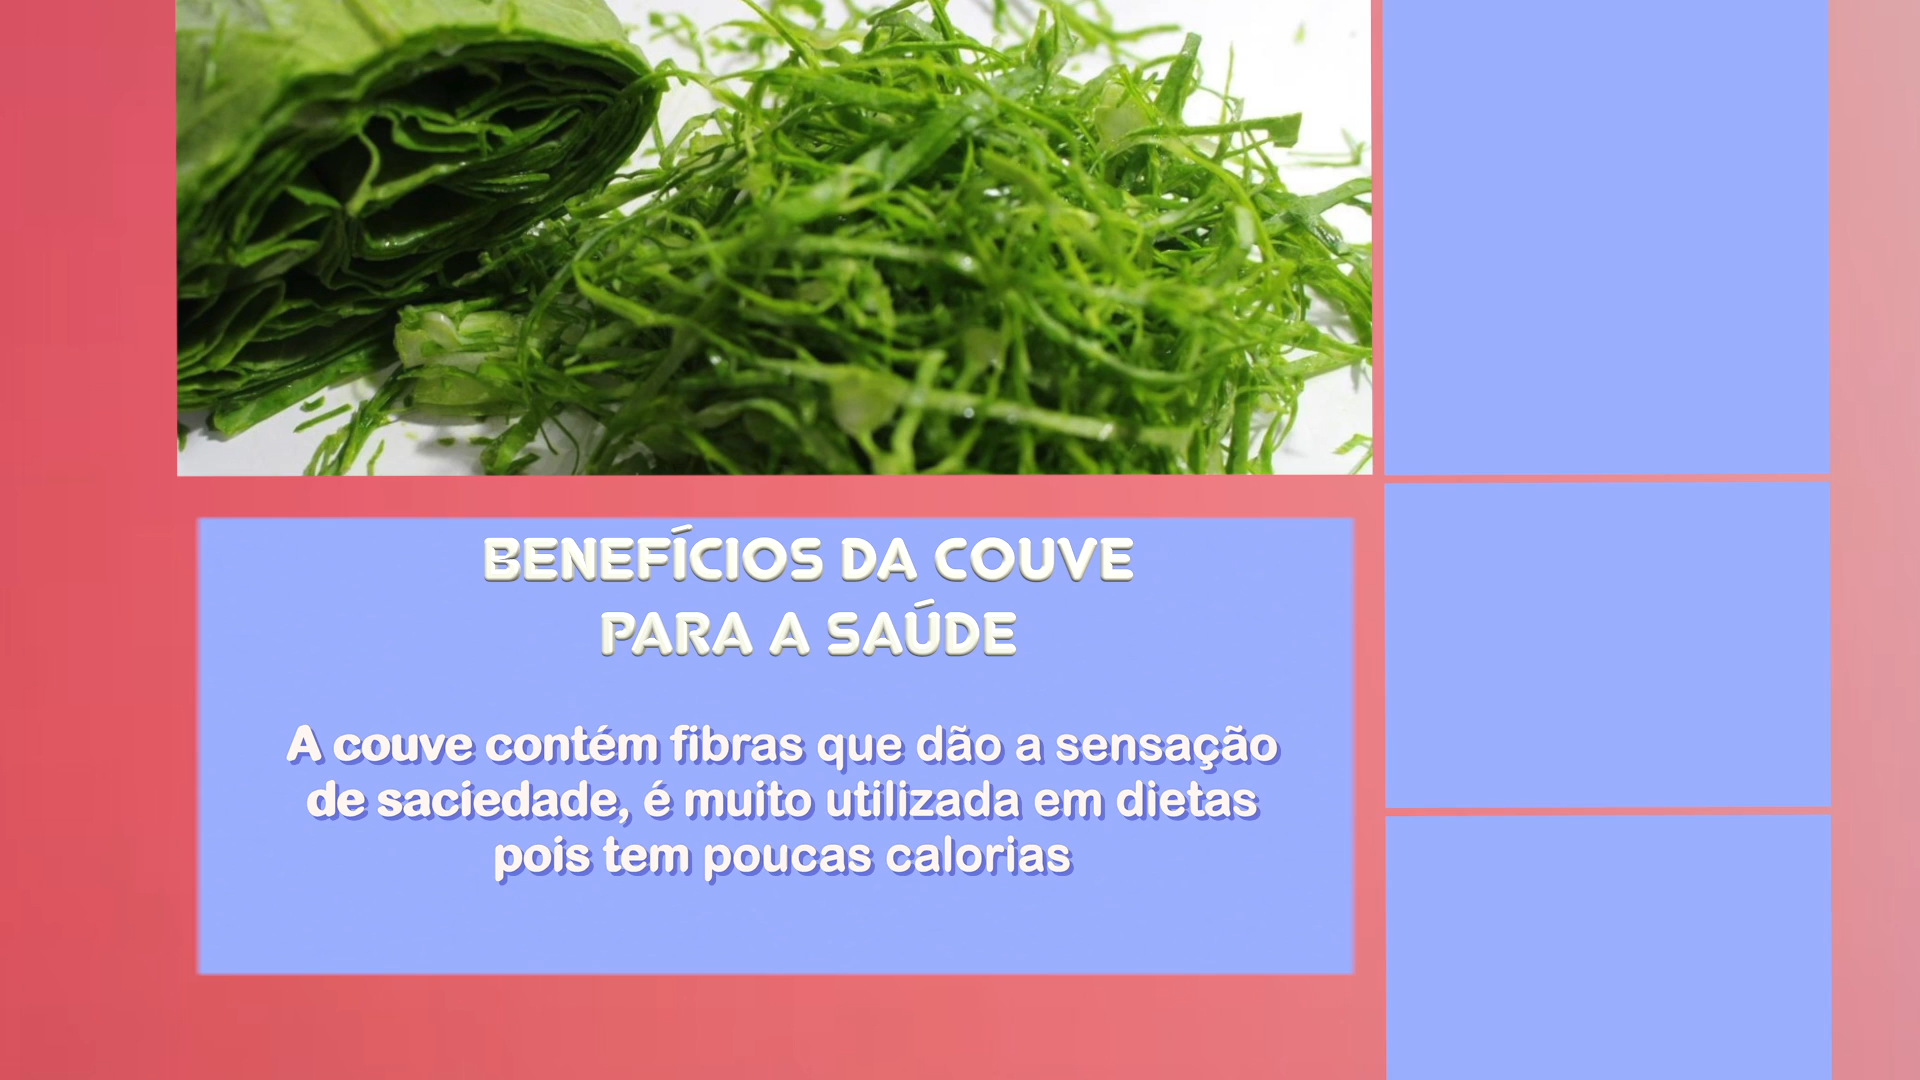 BENEFÍCIOS DA COUVE
PARA A SAÚDE
A couve contém fibras que dão a sensação
de saciedade, é muito utilizada em dietas
pois tem poucas calorias